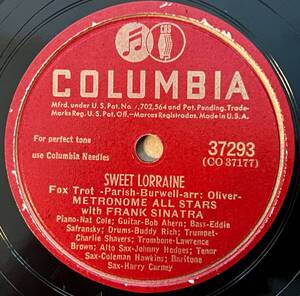 CBS
COLUMBIA
Mfrd. under U.S. Pat. No. 1,702,564 and Pat. Pending. Trade-
Marks Reg. U.S. Pat. Off.-Marcas Registradas. Made in U.S.A.
For perfect tone
use Columbia Needles
37293
(CO 37177)
SWEET LORRAINE
Fox Trot -Parish-Burwell-arr: Oliver-
METRONOME ALL STARS
with FRANK SINATRA
Piano-Nat Cole; Guitar-Bob Ahern; Bass-Eddie
Safransky; Drums-Buddy Rich; Trumpet-
Charlie Shavers; Trombone-Lawrence
Brown; Alto Sax-Johnny Hodges; Tenor
Sax-Coleman Hawkins; Baritone
Sax-Harry Carney